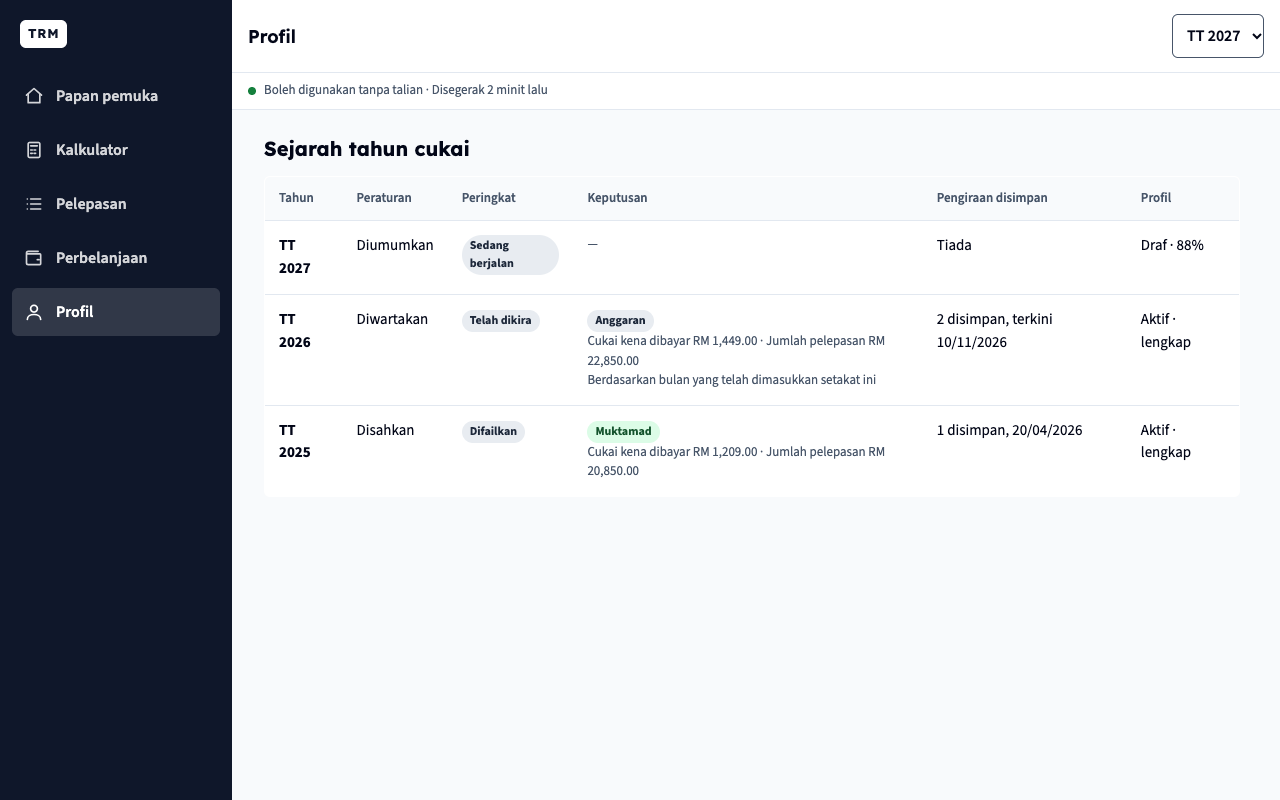 TRM
Papan pemuka
Kalkulator
Pelepasan
Perbelanjaan
Profil
Profil
TT 2027
Boleh digunakan tanpa talian · Disegerak 2 minit lalu
Sejarah tahun cukai
Tahun Peraturan Peringkat Keputusan Pengiraan disimpan Profil
TT 2027 Diumumkan Sedang berjalan — Tiada Draf · 88%
TT 2026 Diwartakan Telah dikira Anggaran
Cukai kena dibayar RM 1,449.00 · Jumlah pelepasan RM
22,850.00
Berdasarkan bulan yang telah dimasukkan setakat ini
2 disimpan, terkini
10/11/2026
Aktif ·
lengkap
TT 2025 Disahkan Difailkan Muktamad
Cukai kena dibayar RM 1,209.00 · Jumlah pelepasan RM
20,850.00
1 disimpan, 20/04/2026
Aktif ·
lengkap